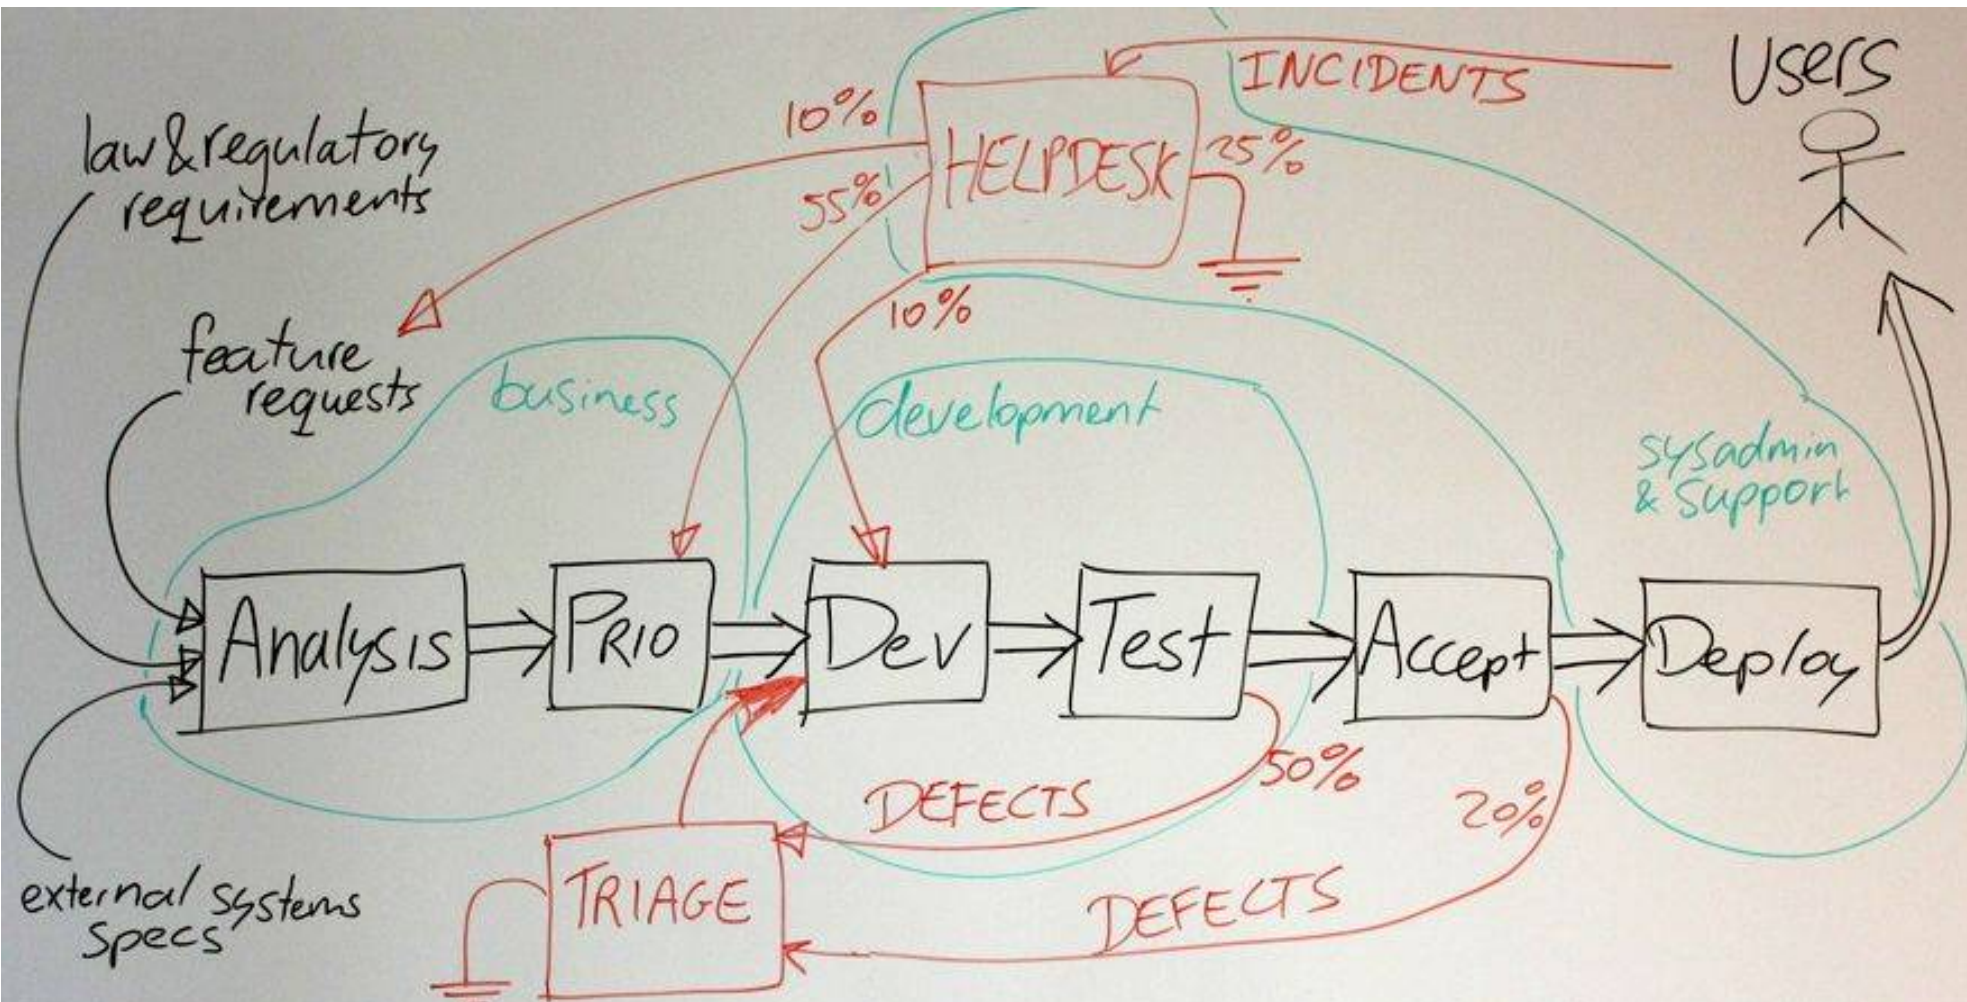 Users
INCIDENTS
10%
HELPDESK
25%
55%
10%
law & regulatory
requirements
feature
requests
business
development
sysadmin
& support
Analysis
PRIO
Dev
Test
Accept
Deploy
50%
DEFECTS
20%
TRIAGE
DEFECTS
external systems
specs